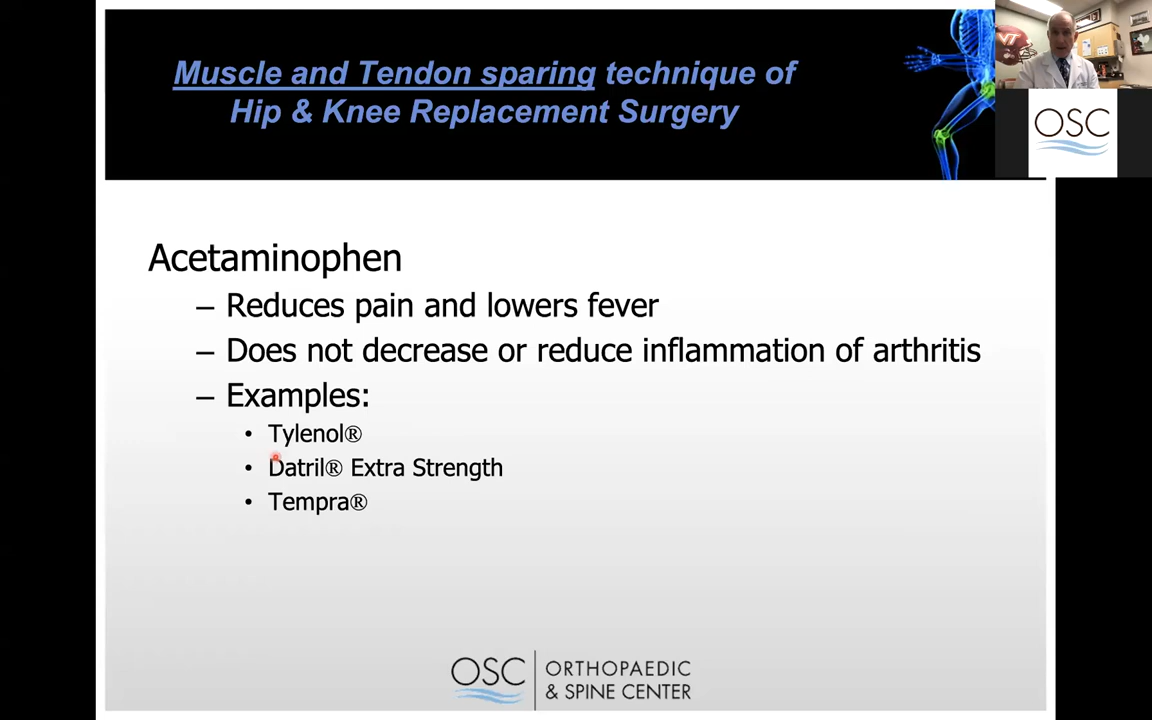 Muscle and Tendon sparing technique of
Hip & Knee Replacement Surgery
VT
OSC
Acetaminophen
– Reduces pain and lowers fever
– Does not decrease or reduce inflammation of arthritis
– Examples:
• Tylenol®
• Datril® Extra Strength
• Tempra®
OSC
ORTHOPAEDIC
& SPINE CENTER